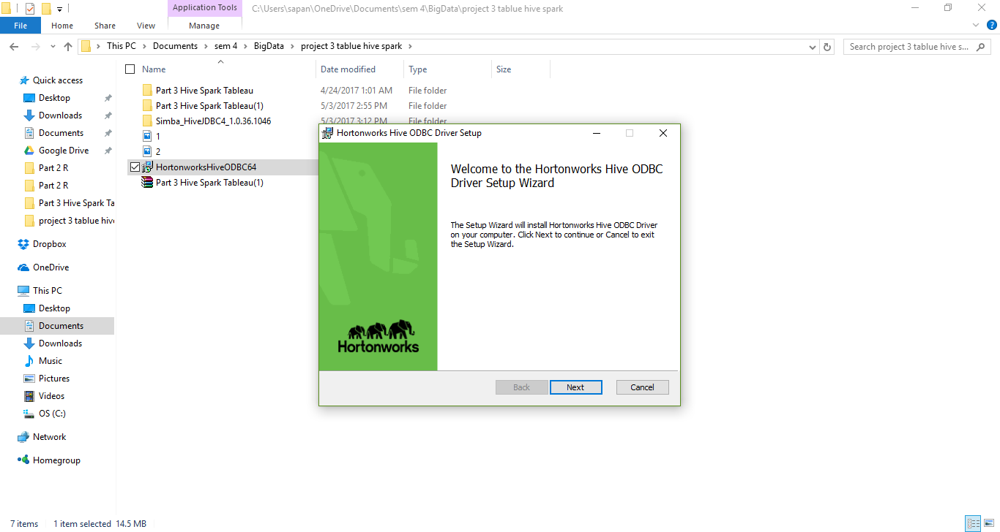 Application Tools
C:\Users\sapan\OneDrive\Documents\sem 4\BigData\project 3 tablue hive spark
File
Home
Share
View
Manage
?
This PC
Documents
sem 4
BigData
project 3 tablue hive spark
Search project 3 tablue hive s...
Name
Date modified
Type
Size
Quick access
Desktop
Downloads
Documents
Google Drive
Part 2 R
Part 2 R
Part 3 Hive Spark Ta
project 3 tablue hive
Dropbox
OneDrive
This PC
Desktop
Documents
Downloads
Music
Pictures
Videos
OS (C:)
Network
Homegroup
Part 3 Hive Spark Tableau 4/24/2017 1:01 AM File folder
Part 3 Hive Spark Tableau(1) 5/3/2017 2:55 PM File folder
Simba_HiveJDBC4_1.0.36.1046 5/3/2017 3:12 PM File folder
1
2
HortonworksHiveODBC64
Part 3 Hive Spark Tableau(1)
Hortonworks Hive ODBC Driver Setup
Welcome to the Hortonworks Hive ODBC
Driver Setup Wizard
The Setup Wizard will install Hortonworks Hive ODBC Driver
on your computer. Click Next to continue or Cancel to exit
the Setup Wizard.
Hortonworks
Back
Next
Cancel
7 items
1 item selected 14.5 MB